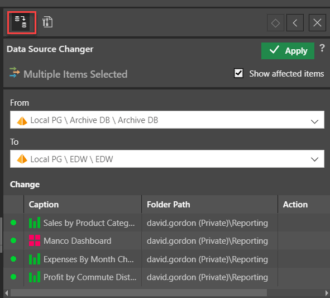 Data Source Changer
Apply
?
Multiple Items Selected
Show affected items
From
Local PG \ Archive DB \ Archive DB
To
Local PG \ EDW \ EDW
Change
Caption Folder Path Action
Sales by Product Categ... david.gordon (Private)\Reporting
Manco Dashboard david.gordon (Private)\Reporting
Expenses By Month Ch... david.gordon (Private)\Reporting
Profit by Commute Dist... david.gordon (Private)\Reporting